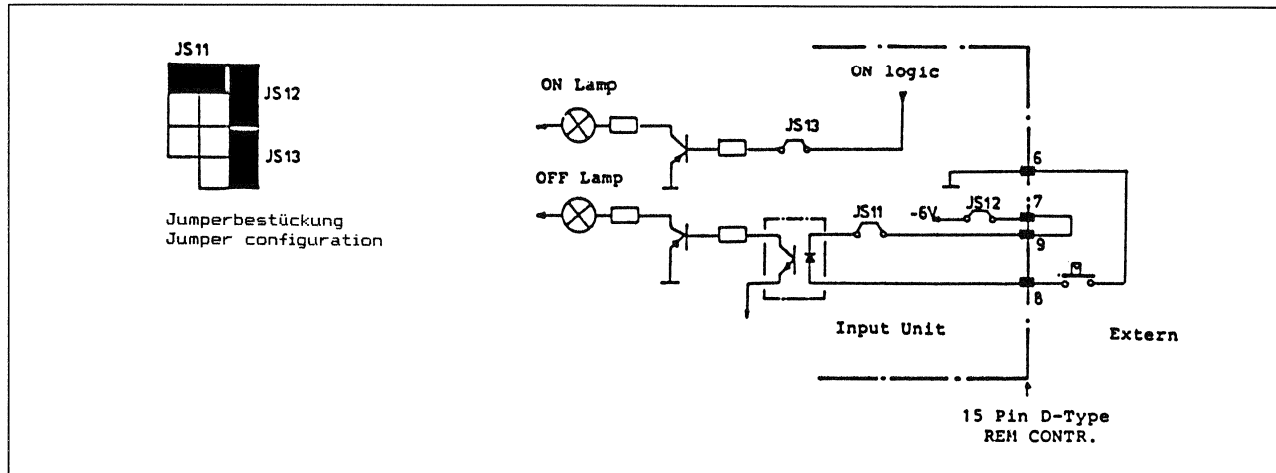 JS11
JS12
JS13
Jumperbestückung
Jumper configuration
ON logic
ON Lamp
JS13
6
OFF Lamp
7
JS11
-6V
JS12
9
8
Input Unit
Extern
15 Pin D-Type
REM CONTR.